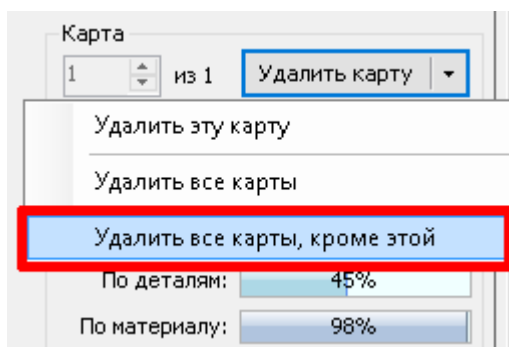 Карта
1 из 1 Удалить карту
Удалить эту карту
Удалить все карты
Удалить все карты, кроме этой
По деталям: 45%
По материалу: 98%